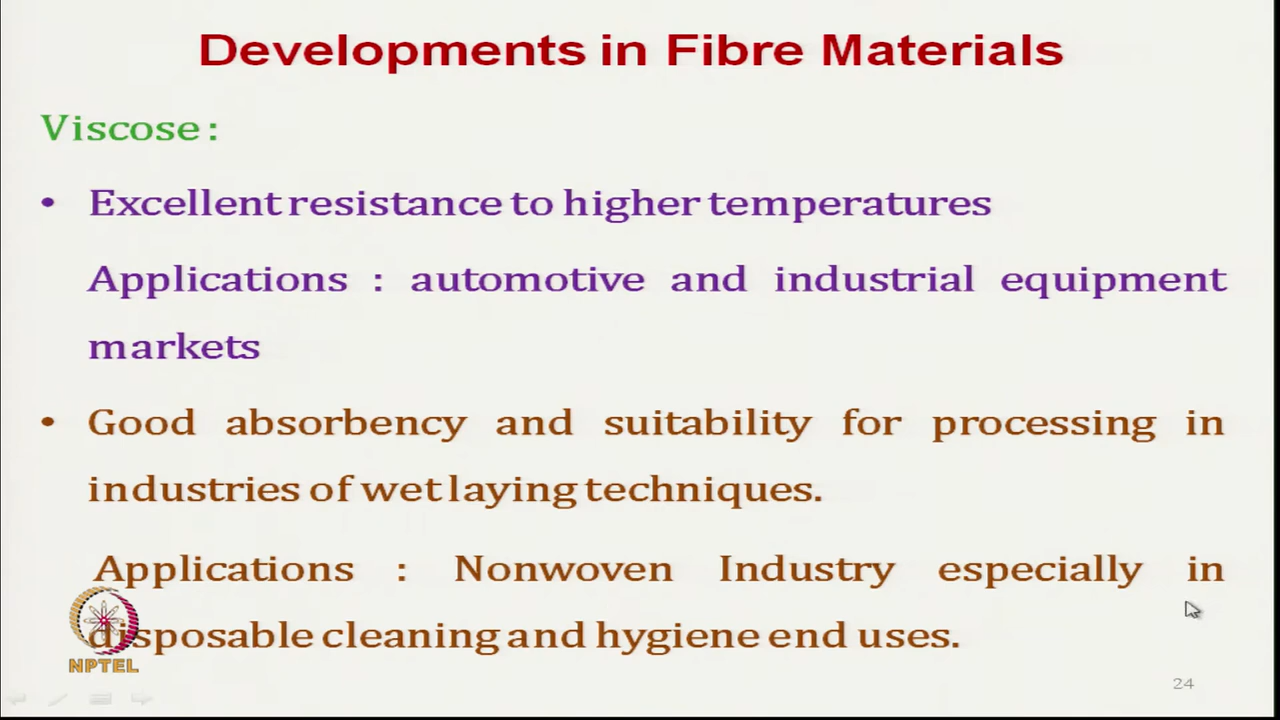 Developments in Fibre Materials
Viscose :
• Excellent resistance to higher temperatures
Applications : automotive and industrial equipment
markets
• Good absorbency and suitability for processing in
industries of wet laying techniques.
Applications : Nonwoven Industry especially in
disposable cleaning and hygiene end uses.
NPTEL
24